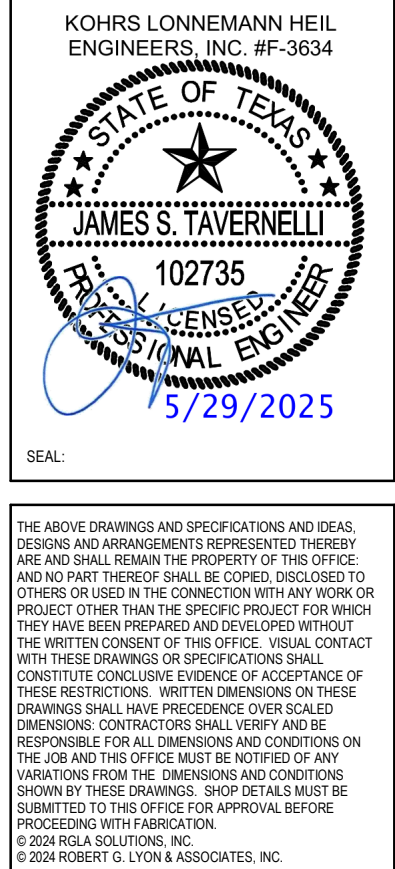 KOHRS LONNEMANN HEIL
ENGINEERS, INC. #F-3634
STATE OF TEXAS
JAMES S. TAVERNELLI
102735
LICENSED
PROFESSIONAL ENGINEER
5/29/2025
SEAL:
THE ABOVE DRAWINGS AND SPECIFICATIONS AND IDEAS,
DESIGNS AND ARRANGEMENTS REPRESENTED THEREBY
ARE AND SHALL REMAIN THE PROPERTY OF THIS OFFICE:
AND NO PART THEREOF SHALL BE COPIED, DISCLOSED TO
OTHERS OR USED IN THE CONNECTION WITH ANY WORK OR
PROJECT OTHER THAN THE SPECIFIC PROJECT FOR WHICH
THEY HAVE BEEN PREPARED AND DEVELOPED WITHOUT
THE WRITTEN CONSENT OF THIS OFFICE. VISUAL CONTACT
WITH THESE DRAWINGS OR SPECIFICATIONS SHALL
CONSTITUTE CONCLUSIVE EVIDENCE OF ACCEPTANCE OF
THESE RESTRICTIONS. WRITTEN DIMENSIONS ON THESE
DRAWINGS SHALL HAVE PRECEDENCE OVER SCALED
DIMENSIONS: CONTRACTORS SHALL VERIFY AND BE
RESPONSIBLE FOR ALL DIMENSIONS AND CONDITIONS ON
THE JOB AND THIS OFFICE MUST BE NOTIFIED OF ANY
VARIATIONS FROM THE DIMENSIONS AND CONDITIONS
SHOWN BY THESE DRAWINGS. SHOP DETAILS MUST BE
SUBMITTED TO THIS OFFICE FOR APPROVAL BEFORE
PROCEEDING WITH FABRICATION.
© 2024 RGLA SOLUTIONS, INC.
© 2024 ROBERT G. LYON & ASSOCIATES, INC.